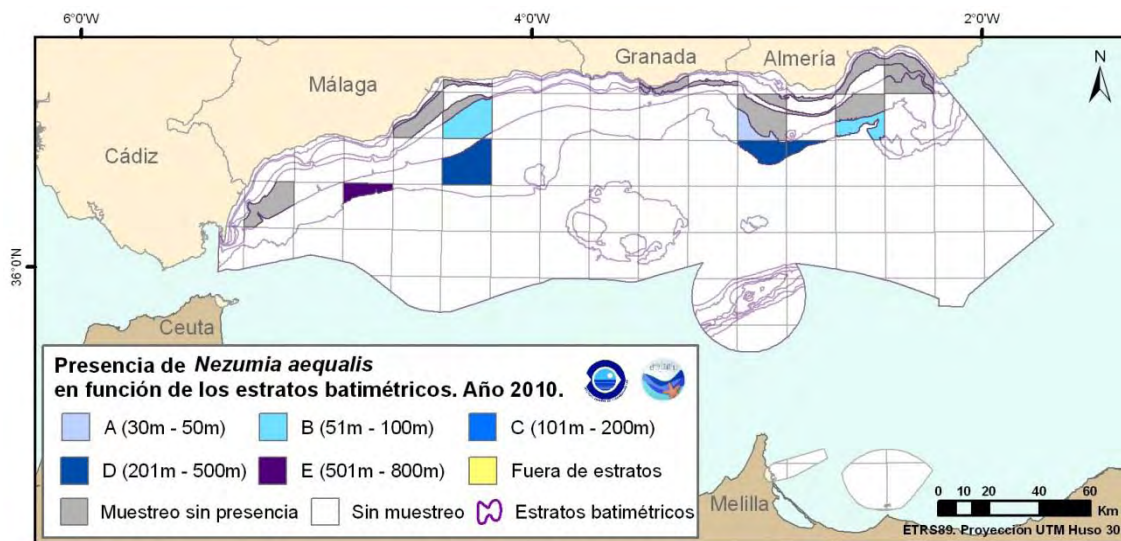 6°0'W 4°0'W 2°0'W
N
Granada Almería
Málaga
Cádiz
36°0'N
Ceuta
Presencia de Nezumia aequalis
en función de los estratos batimétricos. Año 2010.
A (30m - 50m) B (51m - 100m) C (101m - 200m)
D (201m - 500m) E (501m - 800m) Fuera de estratos
Muestreo sin presencia Sin muestreo Estratos batimétricos
Melilla
0 10 20 40 60
Km
ETRS89. Proyección UTM Huso 30